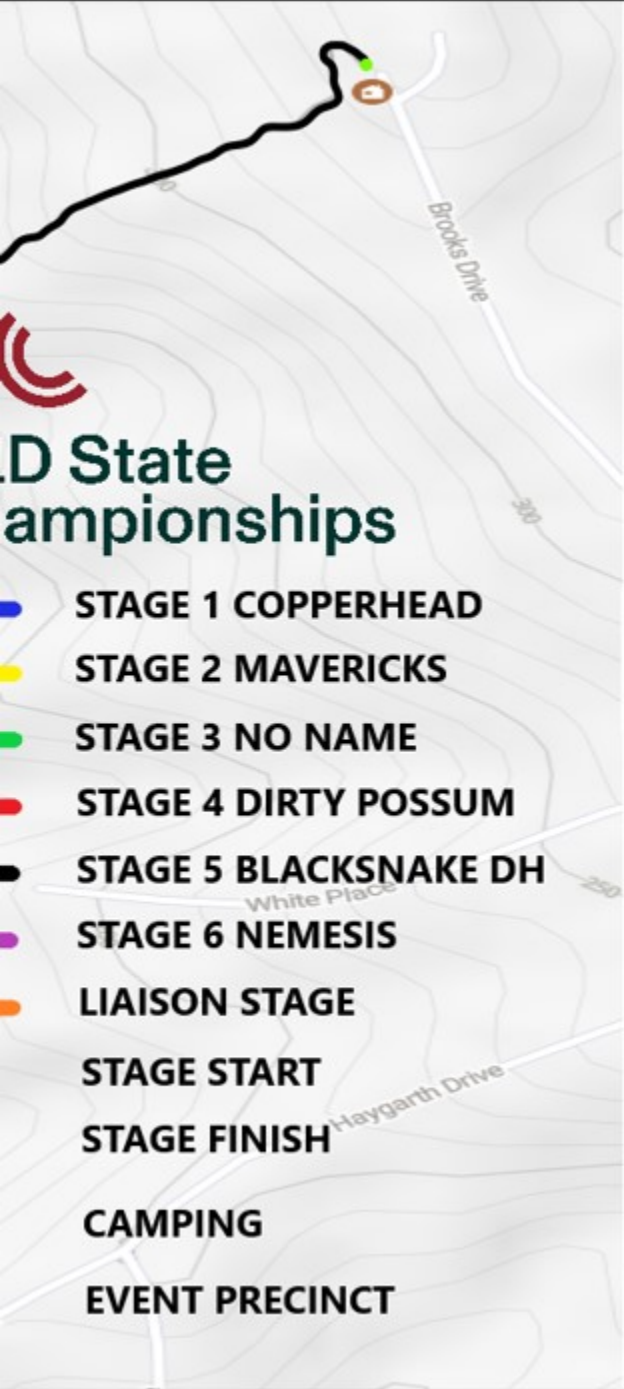 Brooks Drive
LD State
ampionships
300
STAGE 1 COPPERHEAD
STAGE 2 MAVERICKS
STAGE 3 NO NAME
STAGE 4 DIRTY POSSUM
STAGE 5 BLACKSNAKE DH
250
White Place
STAGE 6 NEMESIS
LIAISON STAGE
STAGE START
Haygarth Drive
STAGE FINISH
CAMPING
EVENT PRECINCT